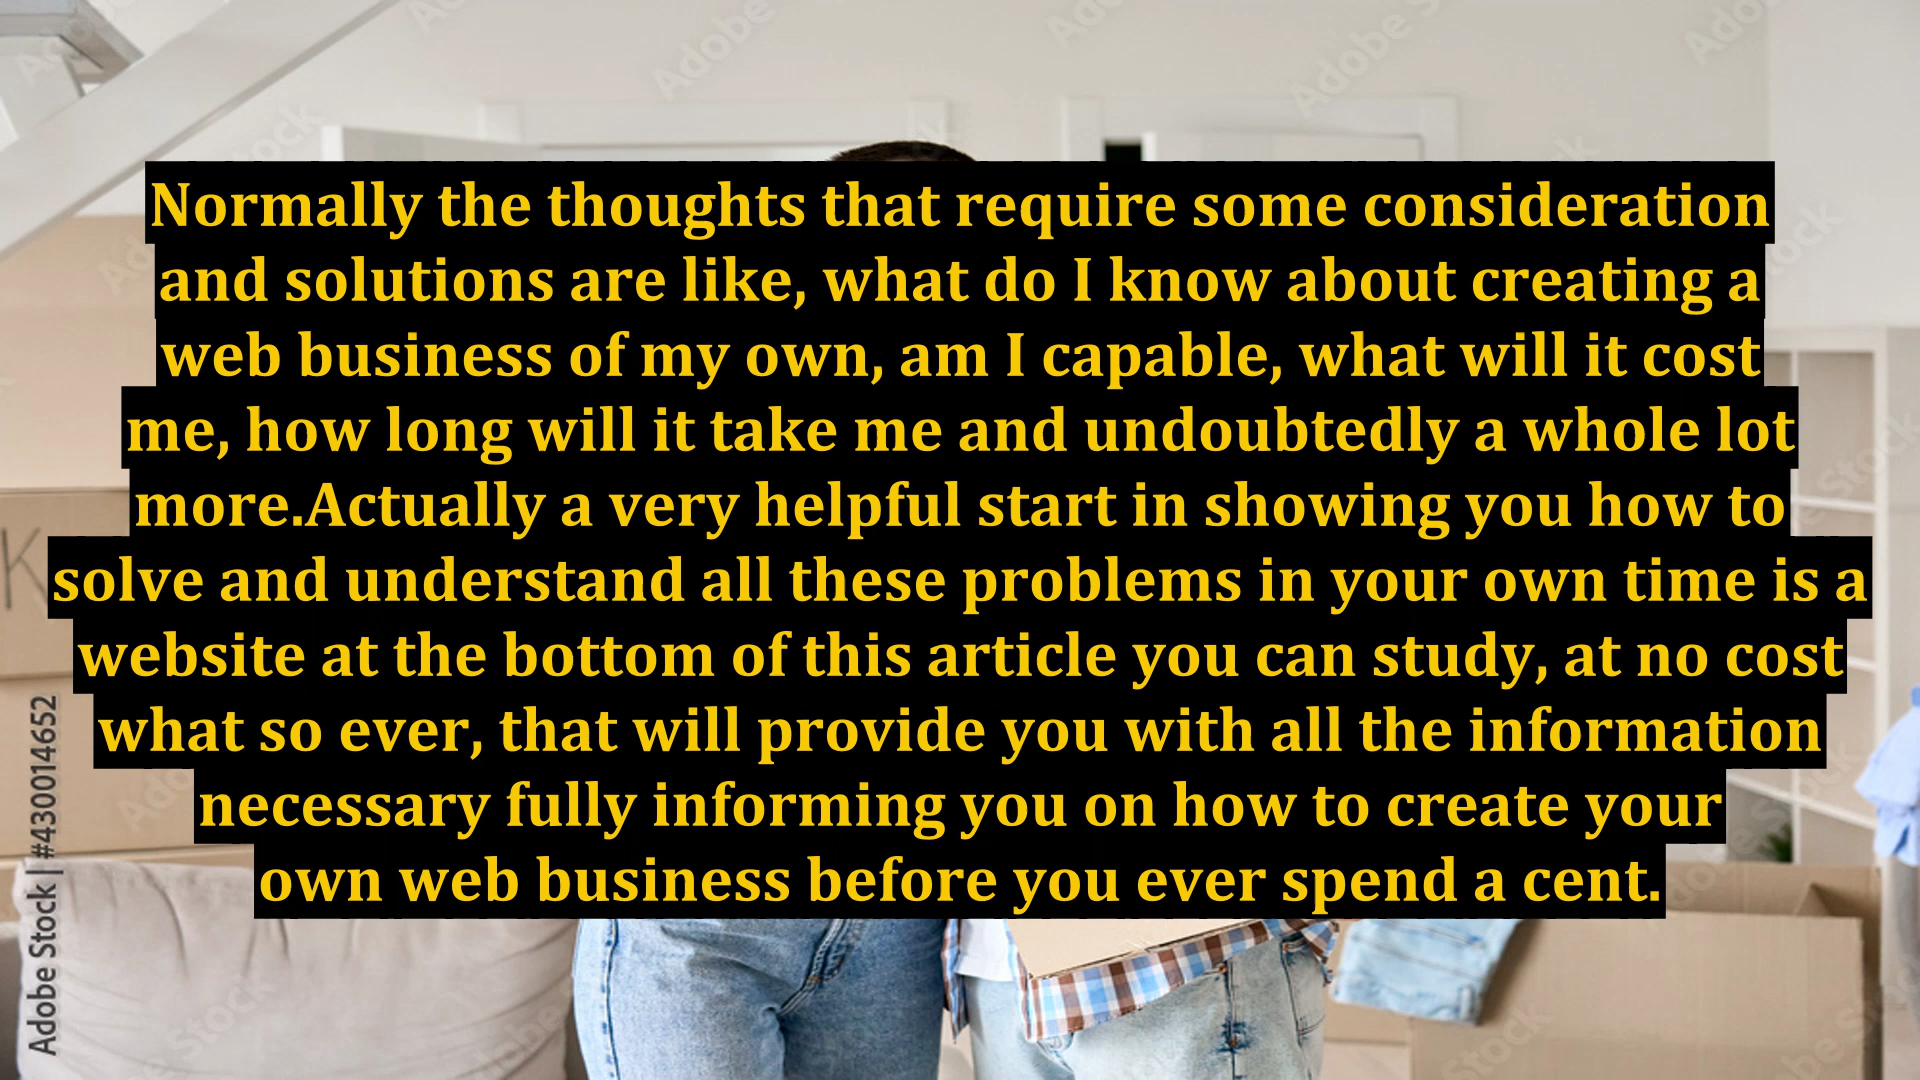 Normally the thoughts that require some consideration
and solutions are like, what do I know about creating a
web business of my own, am I capable, what will it cost
me, how long will it take me and undoubtedly a whole lot
more.Actually a very helpful start in showing you how to
solve and understand all these problems in your own time is a
website at the bottom of this article you can study, at no cost
what so ever, that will provide you with all the information
necessary fully informing you on how to create your
own web business before you ever spend a cent.
Adobe Stock | #430014652
K